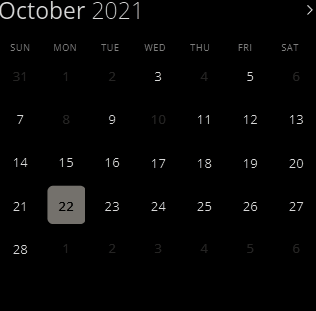 October 2021
SUN MON TUE WED THU FRI SAT
31 1 2 3 4 5 6
7 8 9 10 11 12 13
14 15 16 17 18 19 20
21 22 23 24 25 26 27
28 1 2 3 4 5 6